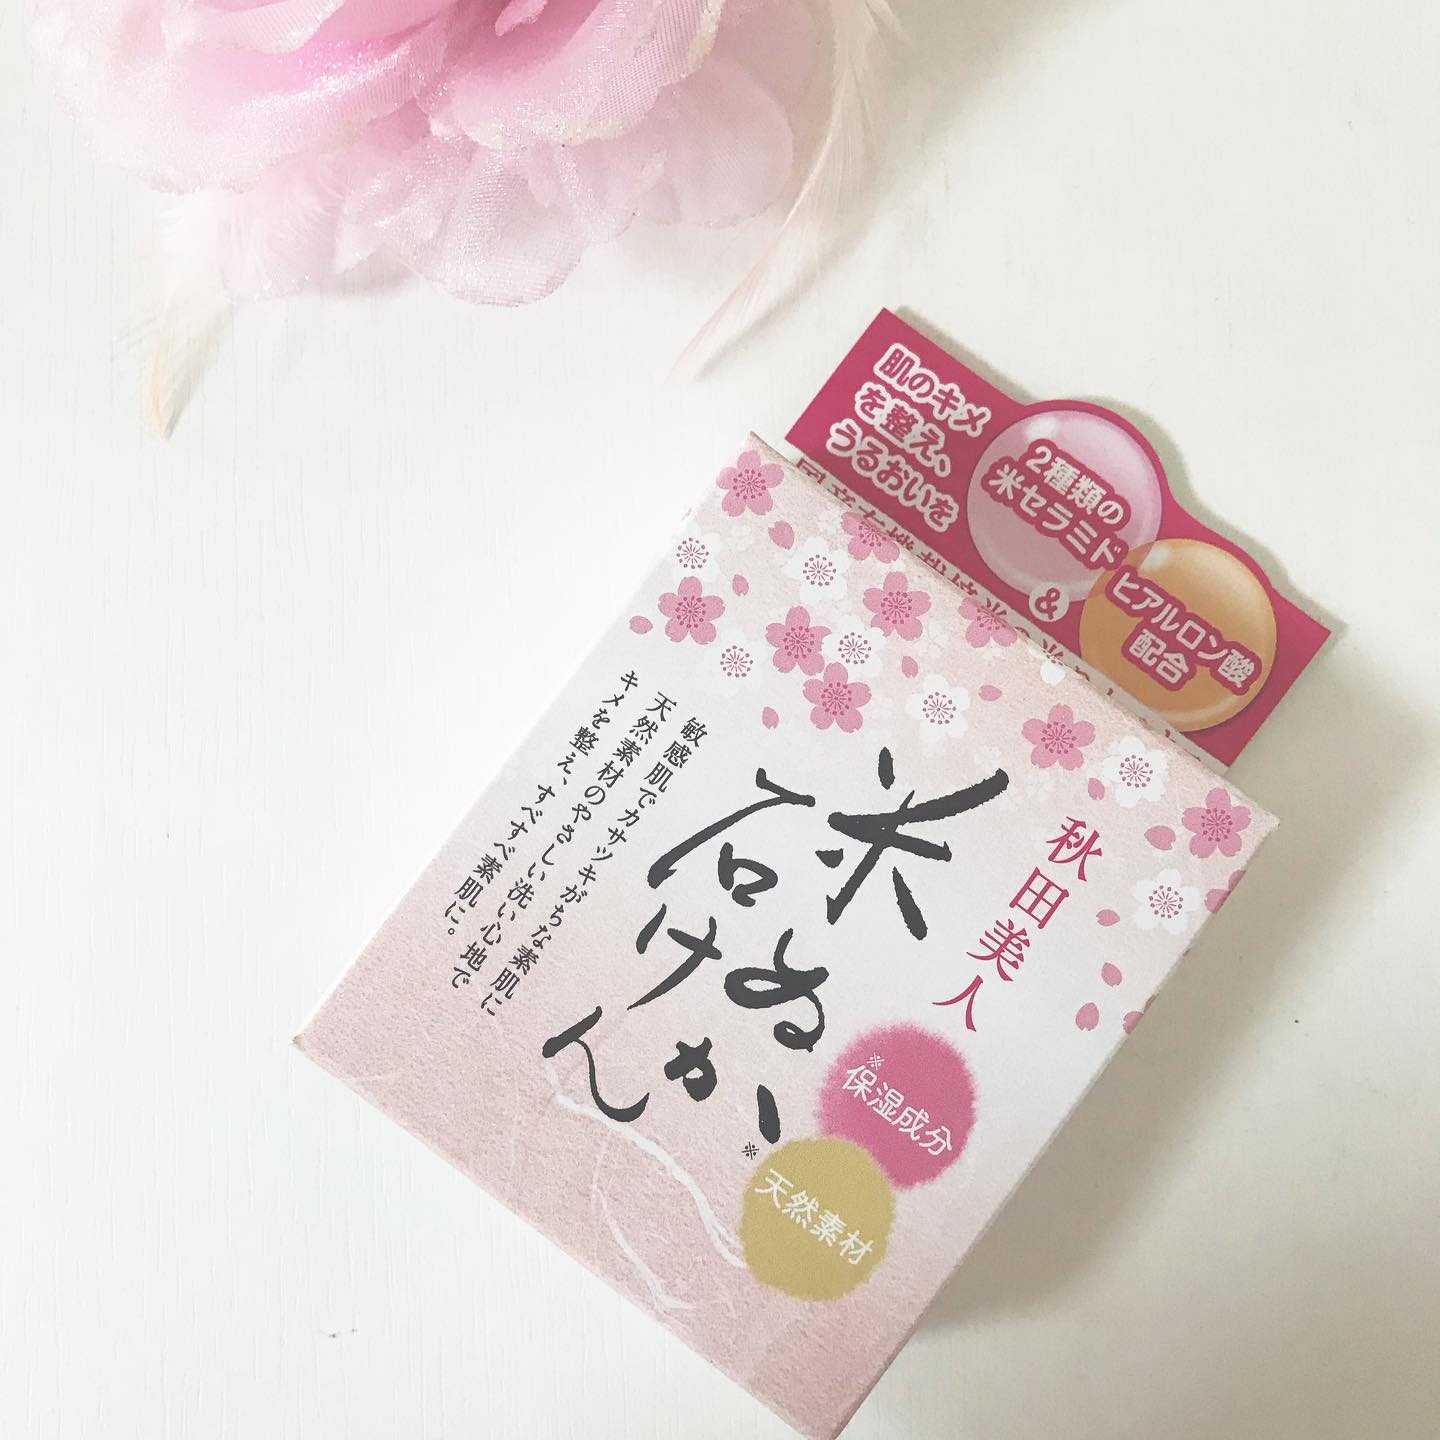 肌のキメ
を整え、
うるおいを
2種類の
米セラミド
&
ヒアルロン酸
配合
秋田美人
米ぬか
石けん
敏感肌でカサツキがちな素肌に
天然素材のやさしい洗い心地で
キメを整え、すべすべ素肌に。
※保湿成分
※
天然素材